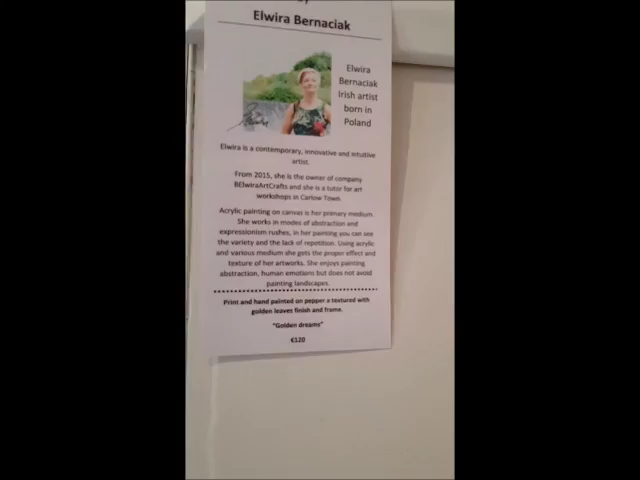 by
Elwira Bernaciak
Elwira
Bernaciak
Irish artist
born in
Poland
Elwira is a contemporary, innovative and intuitive
artist.
From 2015, she is the owner of company
BElwiraArtCrafts and she is a tutor for art
workshops in Carlow Town.
Acrylic painting on canvas is her primary medium.
She works in modes of abstraction and
expressionism rushes, in her painting you can see
the variety and the lack of repetition. Using acrylic
and various medium she gets the proper effect and
texture of her artworks. She enjoys painting
abstraction, human emotions but does not avoid
painting landscapes.
Print and hand painted on pepper a textured with
golden leaves finish and frame.
"Golden dreams"
€120